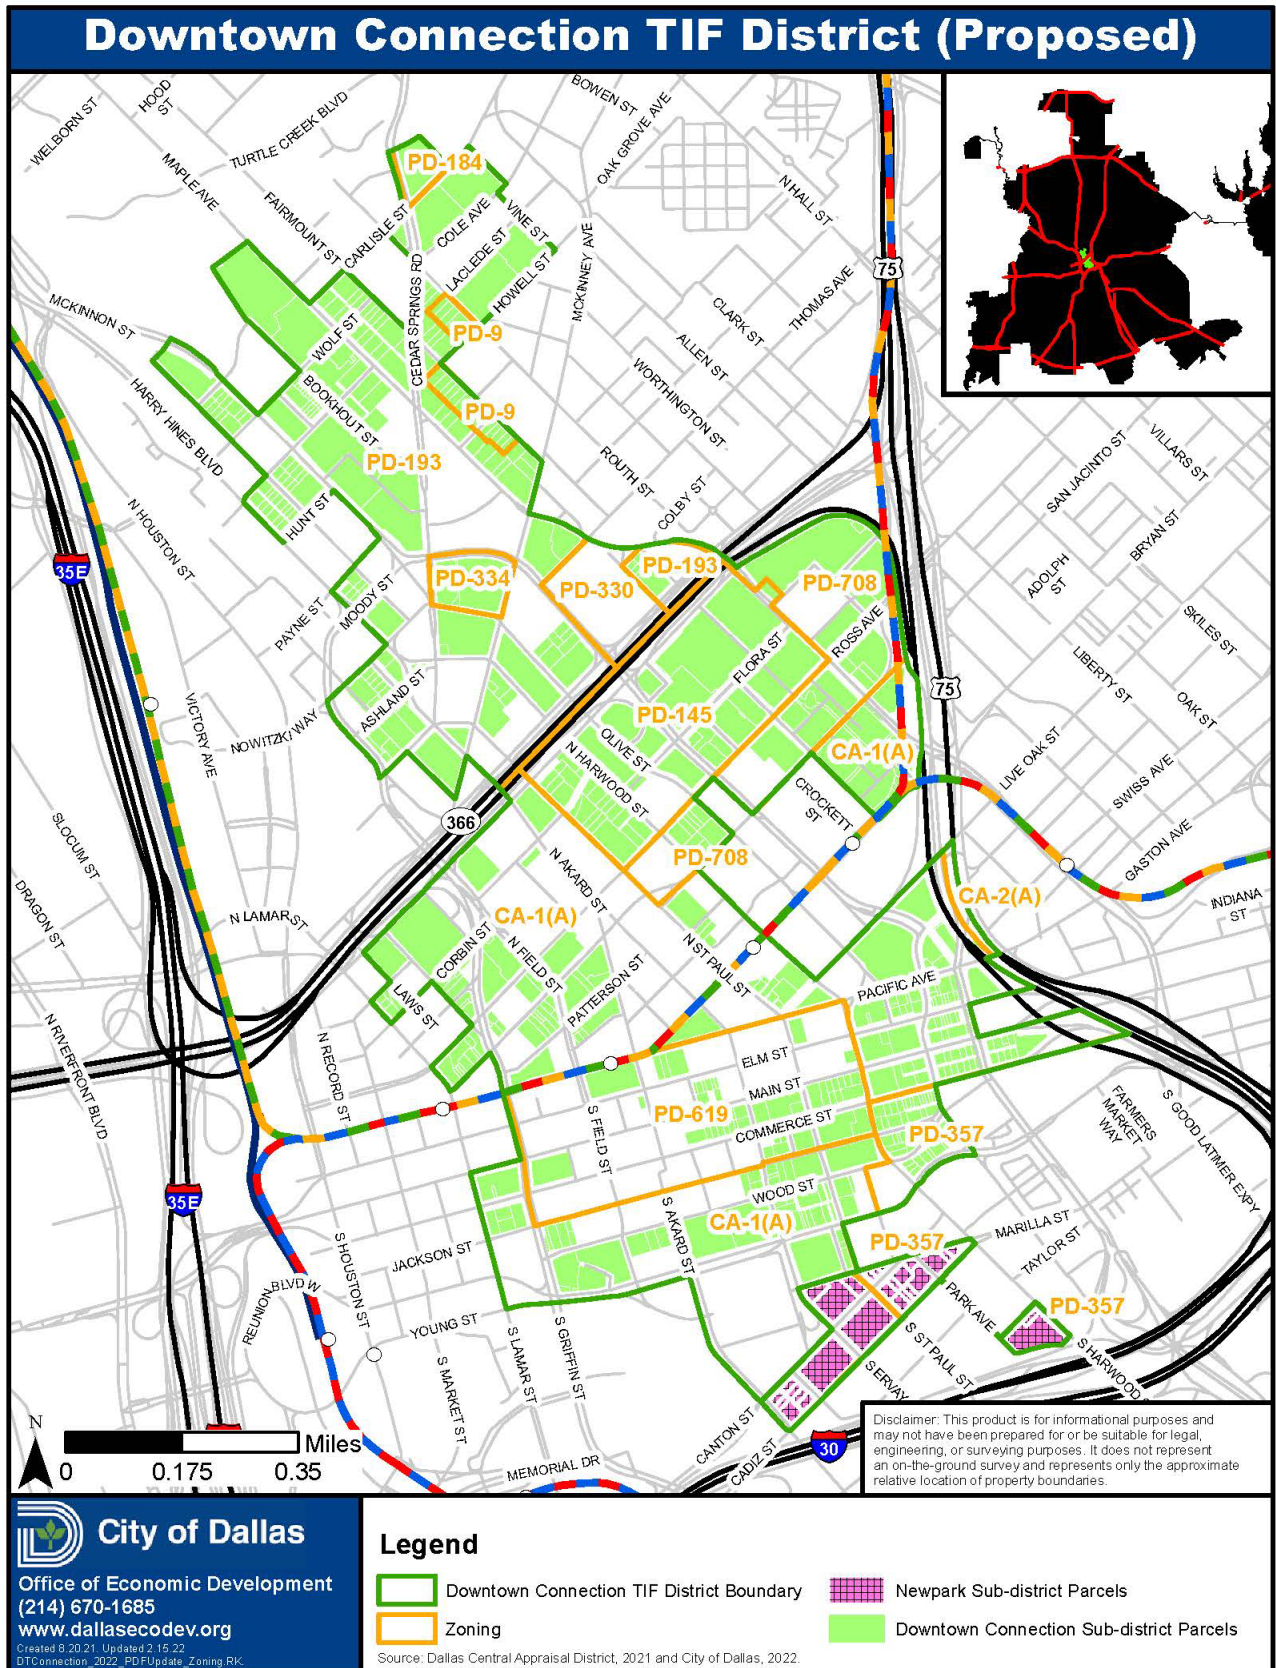 Downtown Connection TIF District (Proposed)
WELBORN ST
HOOD
ST
TURTLE CREEK BLVD
BOWEN ST
OAK GROVE AVE
MAPLE AVE
FAIRMOUNT ST
CARLISLE ST
PD-184
COLE AVE
VINE ST
LACLEDE ST
HOWELL ST
N HALL ST
MCKINNEY AVE
CEDAR SPRINGS RD
75
THOMAS AVE
CLARK ST
ALLEN ST
MCKINNON ST
WOLF ST
PD-9
WORTHINGTON ST
HARRY HINES BLVD
BOOKHOUT ST
PD-9
PD-193
ROUTH ST
COLBY ST
SAN JACINTO ST
VILLARS ST
BRYAN ST
N HOUSTON ST
HUNT ST
35E
PD-334
PD-330
PD-193
PD-708
ADOLPH
ST
SKILES ST
PAYNE ST
MOODY ST
ROSS AVE
FLORA ST
LIBERTY ST
75
OAK ST
VICTORY AVE
NOWITZKI WAY
ASHLAND ST
PD-145
OLIVE ST
N HARWOOD ST
CA-1(A)
LIVE OAK ST
SWISS AVE
CROCKETT
ST
366
SLOCUM ST
PD-708
GASTON AVE
DRAGON ST
N LAMAR ST
N AKARD ST
CA-1(A)
CA-2(A)
INDIANA
ST
CORBIN ST
N FIELD ST
N ST PAUL ST
PATTERSON ST
LAWS ST
PACIFIC AVE
N RIVERFRONT BLVD
N RECORD ST
ELM ST
MAIN ST
PD-619
COMMERCE ST
S FIELD ST
PD-357
FARMERS
MARKET
WAY
S GOOD LATIMER EXPY
35E
WOOD ST
S AKARD ST
CA-1(A)
MARILLA ST
TAYLOR ST
PD-357
JACKSON ST
S HOUSTON ST
REUNION BLVD W
YOUNG ST
PARK AVE
PD-357
S LAMAR ST
S GRIFFIN ST
S MARKET ST
S ST PAUL ST
S ERVAY
S HARWOOD
CANTON ST
CADIZ ST
MEMORIAL DR
30
N
Miles
0 0.175 0.35
Disclaimer: This product is for informational purposes and
may not have been prepared for or be suitable for legal,
engineering, or surveying purposes. It does not represent
an on-the-ground survey and represents only the approximate
relative location of property boundaries.
City of Dallas
Office of Economic Development
(214) 670-1685
www.dallasecodev.org
Created 8.20.21. Updated 2.15.22
DTConnection_2022_PDFUpdate_Zoning.RK.
Legend
Downtown Connection TIF District Boundary
Zoning
Newpark Sub-district Parcels
Downtown Connection Sub-district Parcels
Source: Dallas Central Appraisal District, 2021 and City of Dallas, 2022.